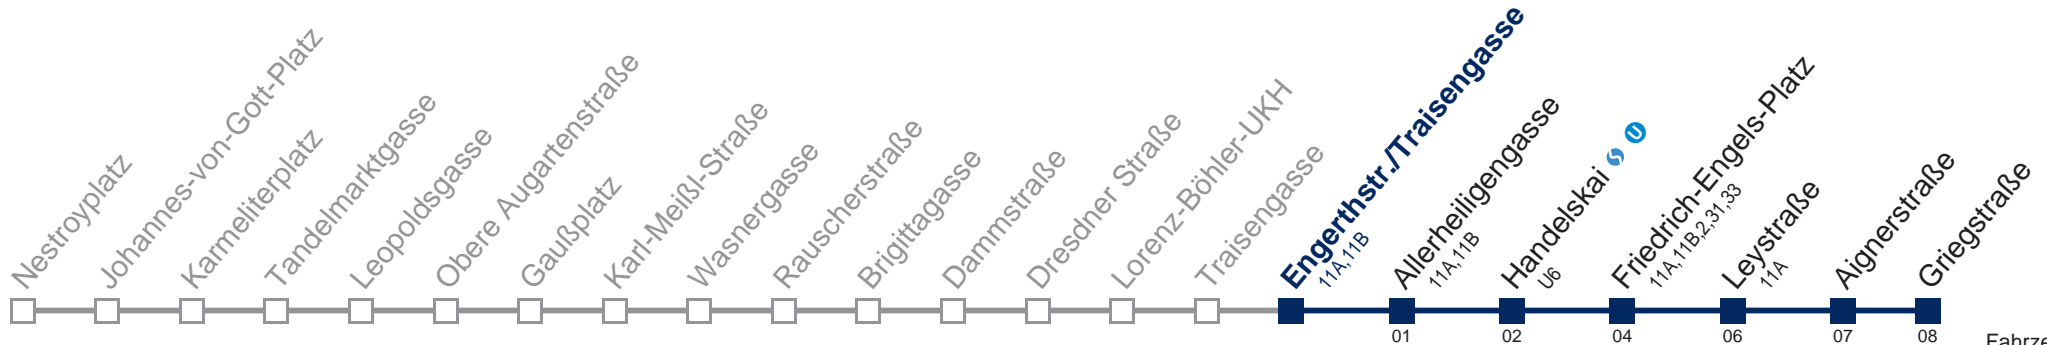 Nestroyplatz
Johannes-von-Gott-Platz
Karmeliterplatz
Tandelmarktgasse
Leopoldsgasse
Obere Augartenstraße
Gaußplatz
Karl-Meißl-Straße
Wasnergasse
Rauscherstraße
Brigittagasse
Dammstraße
Dresdner Straße
Lorenz-Böhler-UKH
Traisengasse
Engerthstr./Traisengasse
11A,11B
Allerheiligengasse
11A,11B
Handelskai U
U6
Friedrich-Engels-Platz
11A,11B,2,31,33
Leystraße
11A
Aignerstraße
Griegstraße
01 02 04 06 07 08